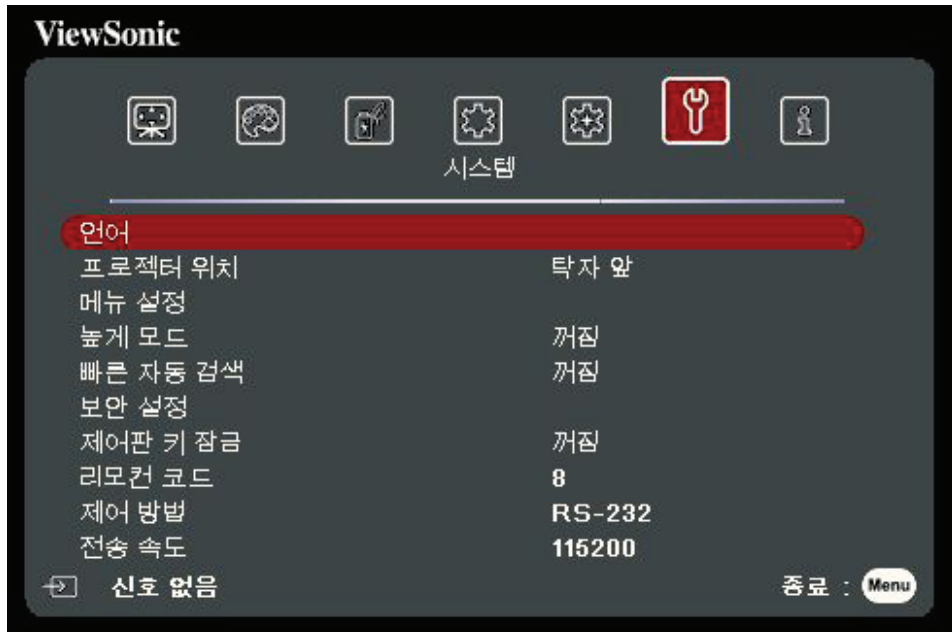 ViewSonic
시스템
언어
프로젝터 위치 탁자 앞
메뉴 설정
높게 모드 꺼짐
빠른 자동 검색 꺼짐
보안 설정
제어판 키 잠금 꺼짐
리모컨 코드 8
제어 방법 RS-232
전송 속도 115200
신호 없음 종료 : Menu